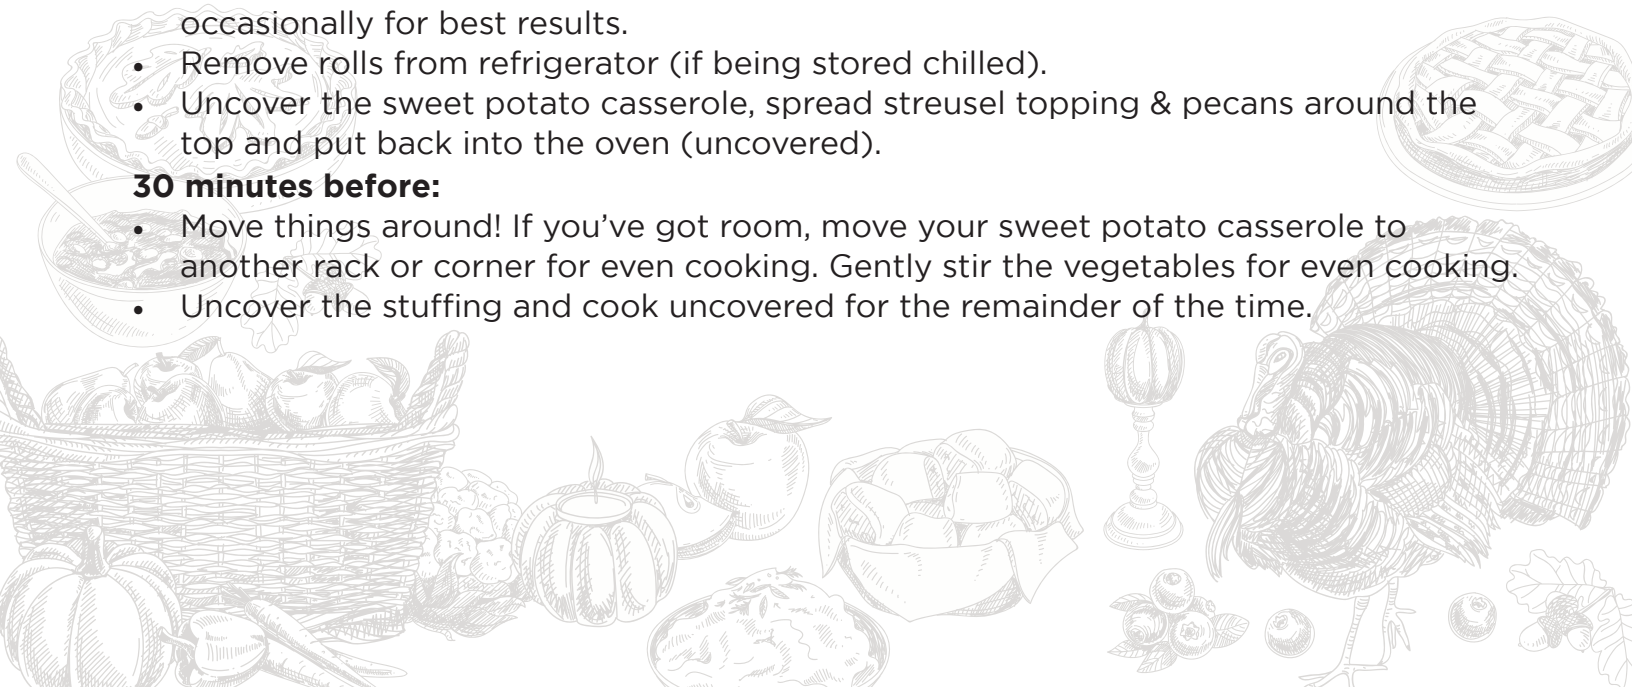 occasionally for best results.
• Remove rolls from refrigerator (if being stored chilled).
• Uncover the sweet potato casserole, spread streusel topping & pecans around the
top and put back into the oven (uncovered).
30 minutes before:
• Move things around! If you’ve got room, move your sweet potato casserole to
another rack or corner for even cooking. Gently stir the vegetables for even cooking.
• Uncover the stuffing and cook uncovered for the remainder of the time.